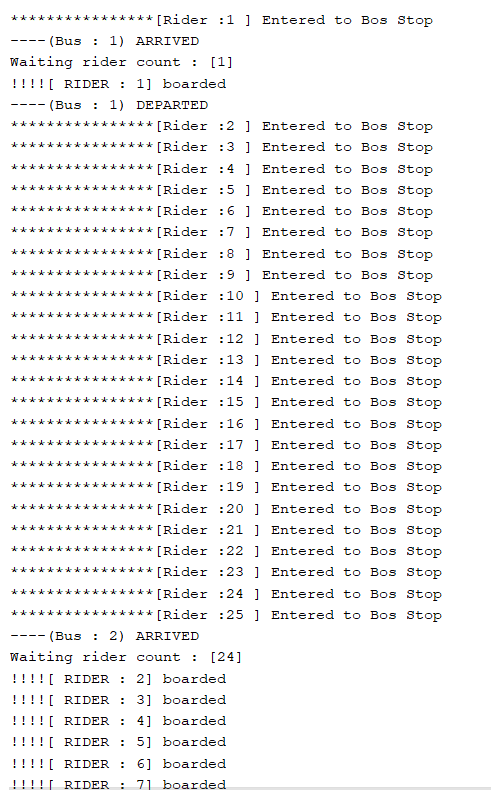 ****************[Rider :1 ] Entered to Bos Stop
----(Bus : 1) ARRIVED
Waiting rider count : [1]
!!!![ RIDER : 1] boarded
----(Bus : 1) DEPARTED
****************[Rider :2 ] Entered to Bos Stop
****************[Rider :3 ] Entered to Bos Stop
****************[Rider :4 ] Entered to Bos Stop
****************[Rider :5 ] Entered to Bos Stop
****************[Rider :6 ] Entered to Bos Stop
****************[Rider :7 ] Entered to Bos Stop
****************[Rider :8 ] Entered to Bos Stop
****************[Rider :9 ] Entered to Bos Stop
****************[Rider :10 ] Entered to Bos Stop
****************[Rider :11 ] Entered to Bos Stop
****************[Rider :12 ] Entered to Bos Stop
****************[Rider :13 ] Entered to Bos Stop
****************[Rider :14 ] Entered to Bos Stop
****************[Rider :15 ] Entered to Bos Stop
****************[Rider :16 ] Entered to Bos Stop
****************[Rider :17 ] Entered to Bos Stop
****************[Rider :18 ] Entered to Bos Stop
****************[Rider :19 ] Entered to Bos Stop
****************[Rider :20 ] Entered to Bos Stop
****************[Rider :21 ] Entered to Bos Stop
****************[Rider :22 ] Entered to Bos Stop
****************[Rider :23 ] Entered to Bos Stop
****************[Rider :24 ] Entered to Bos Stop
****************[Rider :25 ] Entered to Bos Stop
----(Bus : 2) ARRIVED
Waiting rider count : [24]
!!!![ RIDER : 2] boarded
!!!![ RIDER : 3] boarded
!!!![ RIDER : 4] boarded
!!!![ RIDER : 5] boarded
!!!![ RIDER : 6] boarded
!!!![ RIDER : 7] boarded